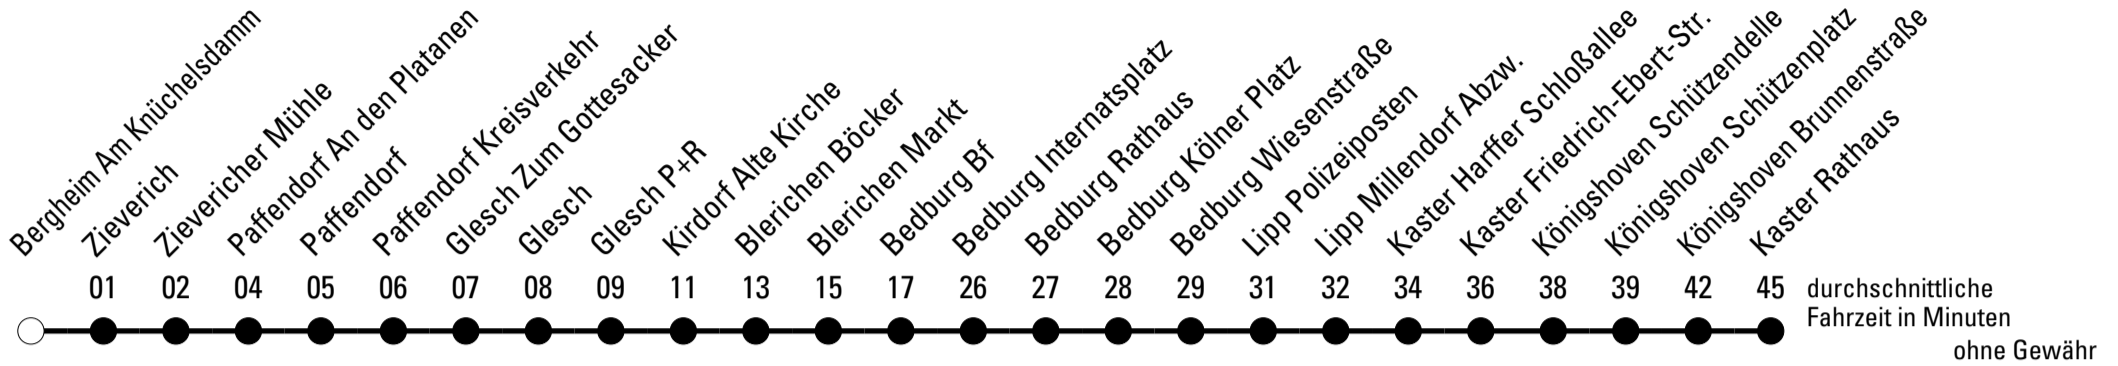 Bergheim Am Knüchelsdamm
Zieverich
Zievericher Mühle
Paffendorf An den Platanen
Paffendorf
Paffendorf Kreisverkehr
Glesch Zum Gottesacker
Glesch
Glesch P+R
Kirdorf Alte Kirche
Blerichen Böcker
Blerichen Markt
Bedburg Bf
Bedburg Internatsplatz
Bedburg Rathaus
Bedburg Kölner Platz
Bedburg Wiesenstraße
Lipp Polizeiposten
Lipp Millendorf Abzw.
Kaster Harffer Schloßallee
Kaster Friedrich-Ebert-Str.
Königshoven Schützendelle
Königshoven Schützenplatz
Königshoven Brunnenstraße
Kaster Rathaus
01 02 04 05 06 07 08 09 11 13 15 17 26 27 28 29 31 32 34 36 38 39 42 45
durchschnittliche
Fahrzeit in Minuten
ohne Gewähr